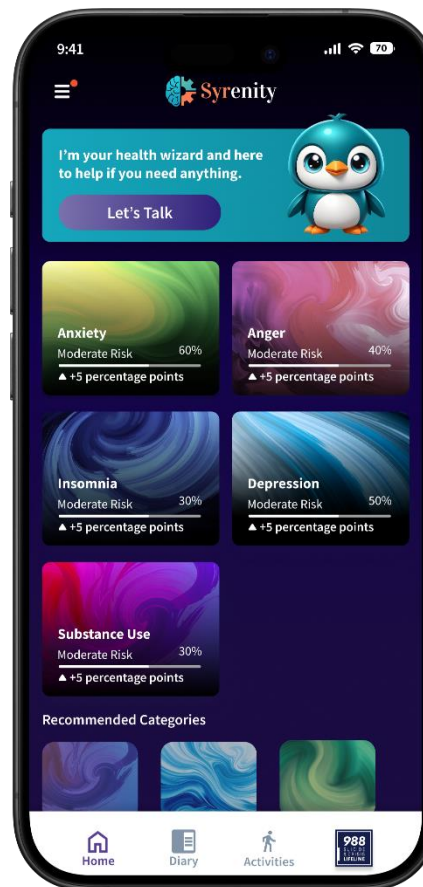 9:41
70
Syrenity
I'm your health wizard and here
to help if you need anything.
Let's Talk
Anxiety
Moderate Risk 60%
▲ +5 percentage points
Anger
Moderate Risk 40%
▲ +5 percentage points
Insomnia
Moderate Risk 30%
▲ +5 percentage points
Depression
Moderate Risk 50%
▲ +5 percentage points
Substance Use
Moderate Risk 30%
▲ +5 percentage points
Recommended Categories
Home
Diary
Activities
988
LIFELINE